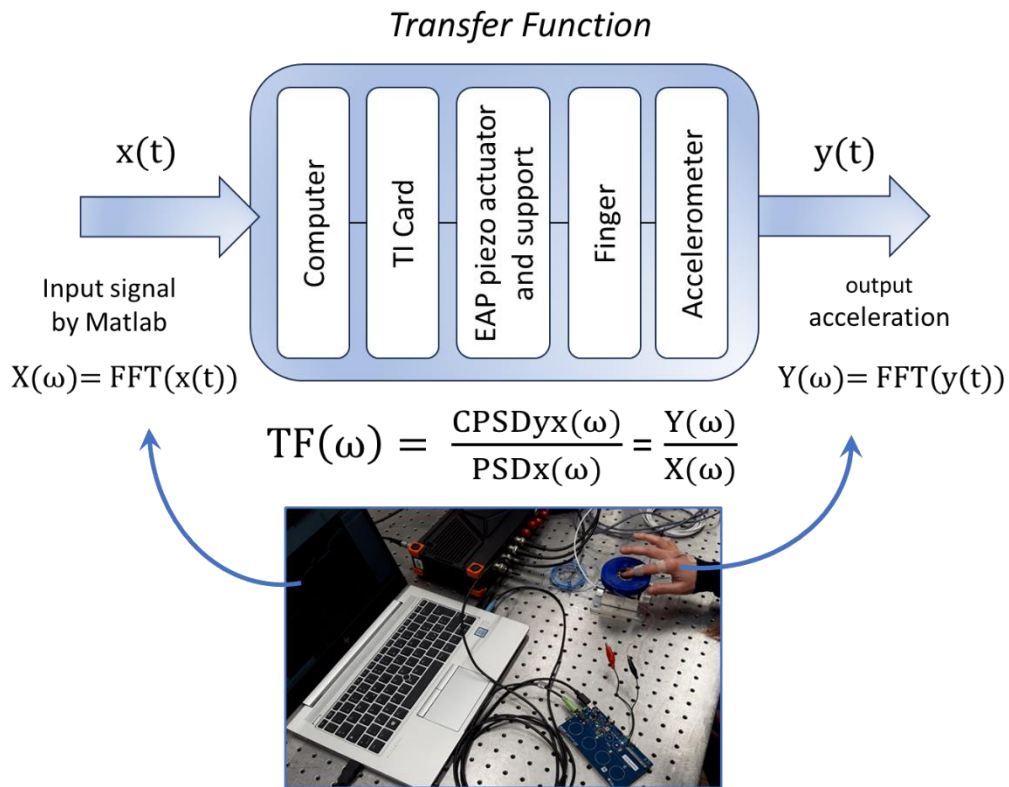 Transfer Function
x(t)
Computer
TI Card
EAP piezo actuator
and support
Finger
Accelerometer
y(t)
Input signal
by Matlab
output
acceleration
X(ω)= FFT(x(t))
Y(ω)= FFT(y(t))
TF(ω) = CPSDyx(ω)/PSDx(ω) = Y(ω)/X(ω)